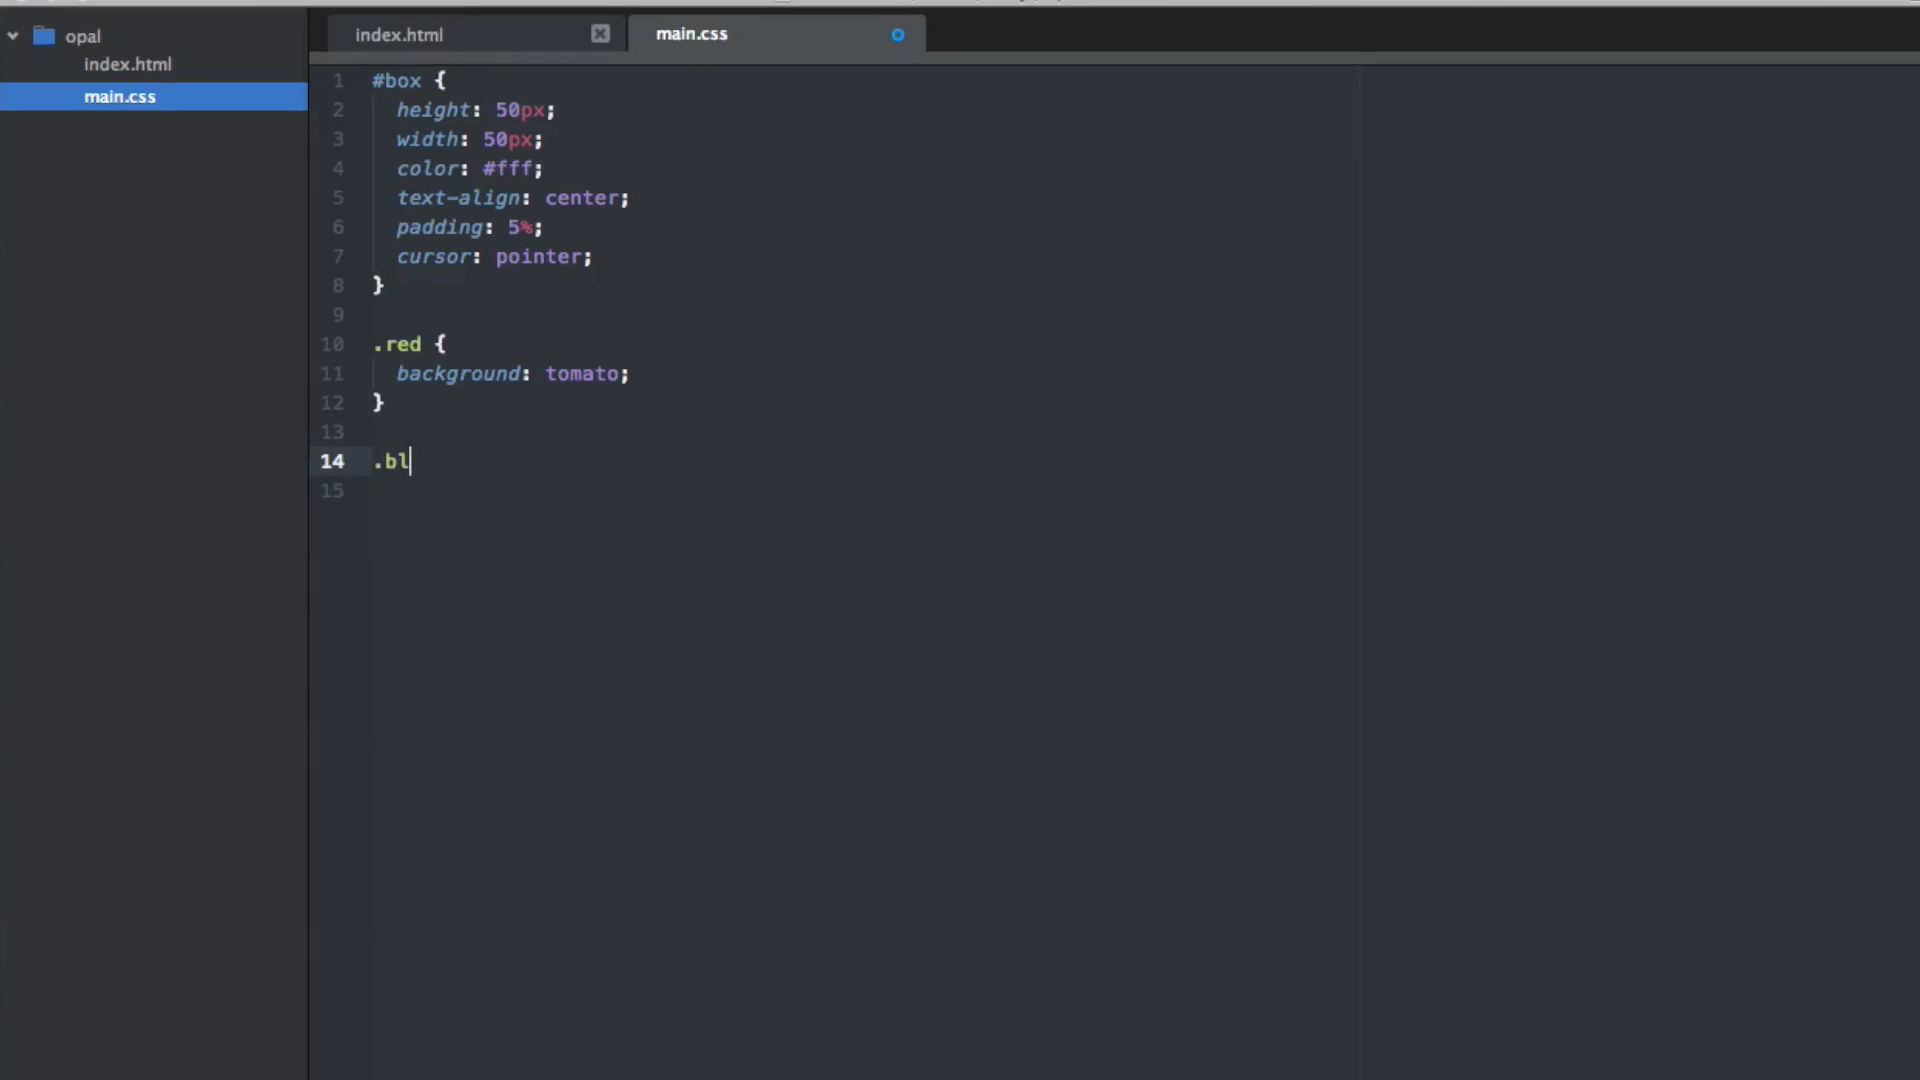 opal
index.html
main.css
index.html
main.css
1 #box {
2 height: 50px;
3 width: 50px;
4 color: #fff;
5 text-align: center;
6 padding: 5%;
7 cursor: pointer;
8 }
9
10 .red {
11 background: tomato;
12 }
13
14 .bl
15